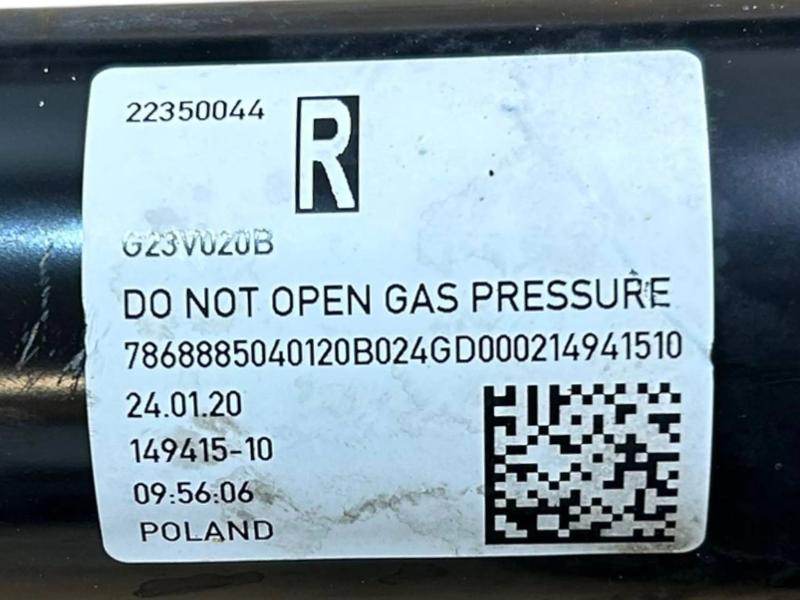 22350044
R
G23V020B
DO NOT OPEN GAS PRESSURE
7868885040120B024GD000214941510
24.01.20
149415-10
09:56:06
POLAND